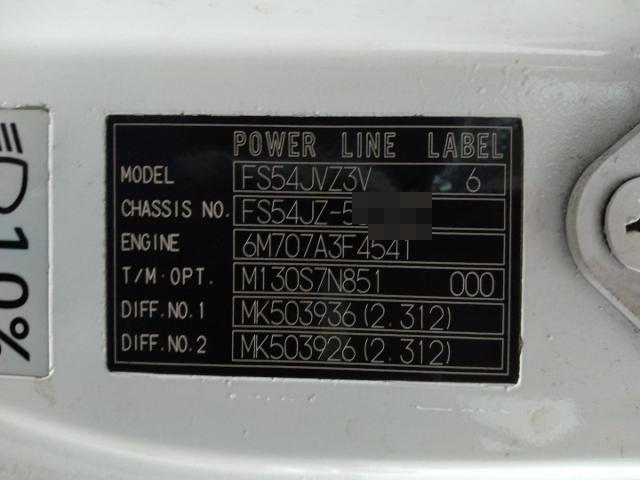 POWER LINE LABEL
MODEL FS54JVZ3V 6
CHASSIS NO. FS54JZ-5
ENGINE 6M707A3F4541
T/M·OPT. M130S7N851 000
DIFF.NO.1 MK503936(2.312)
DIFF.NO.2 MK503926(2.312)
10%